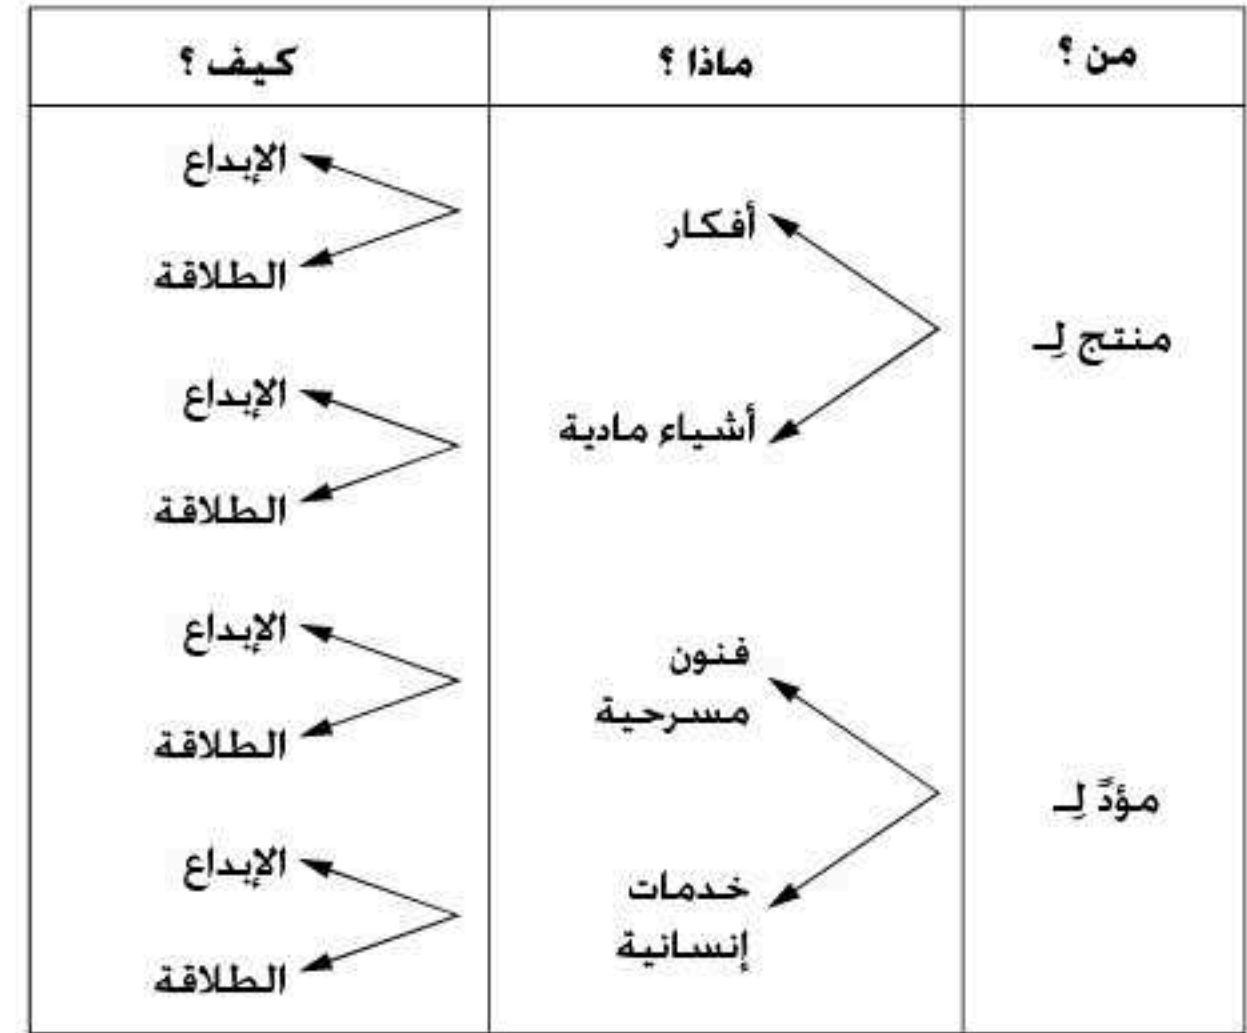 من ؟
ماذا ؟
كيف ؟
منتج لِـ
أفكار
الإبداع
الطلاقة
أشياء مادية
الإبداع
الطلاقة
مؤدً لِـ
فنون
مسرحية
الإبداع
الطلاقة
خدمات
إنسانية
الإبداع
الطلاقة